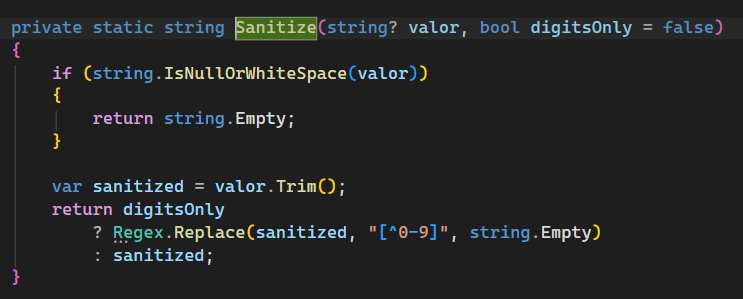 private static string Sanitize(string? valor, bool digitsOnly = false)
{
    if (string.IsNullOrWhiteSpace(valor))
    {
        return string.Empty;
    }

    var sanitized = valor.Trim();
    return digitsOnly
        ? Regex.Replace(sanitized, "[^0-9]", string.Empty)
        : sanitized;
}